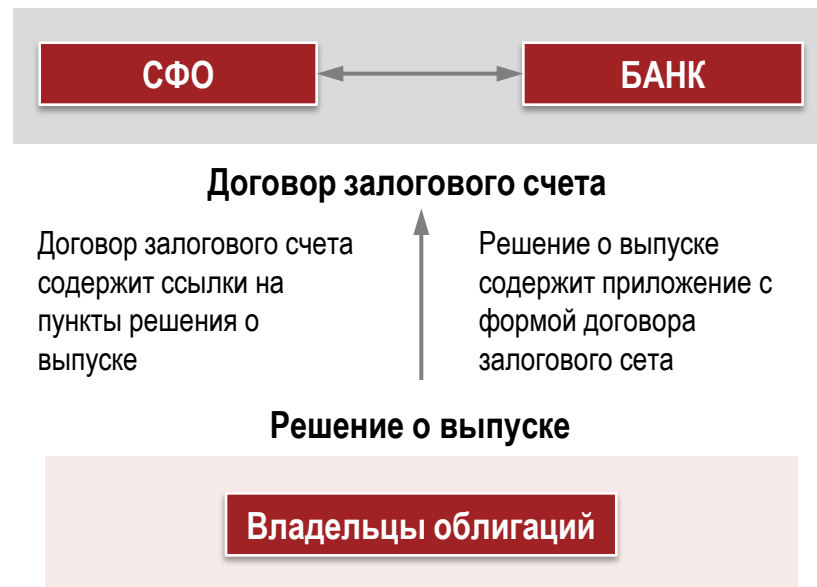 СФО
БАНК
Договор залогового счета
Договор залогового счета
содержит ссылки на
пункты решения о
выпуске
Решение о выпуске
содержит приложение с
формой договора
залогового сета
Решение о выпуске
Владельцы облигаций